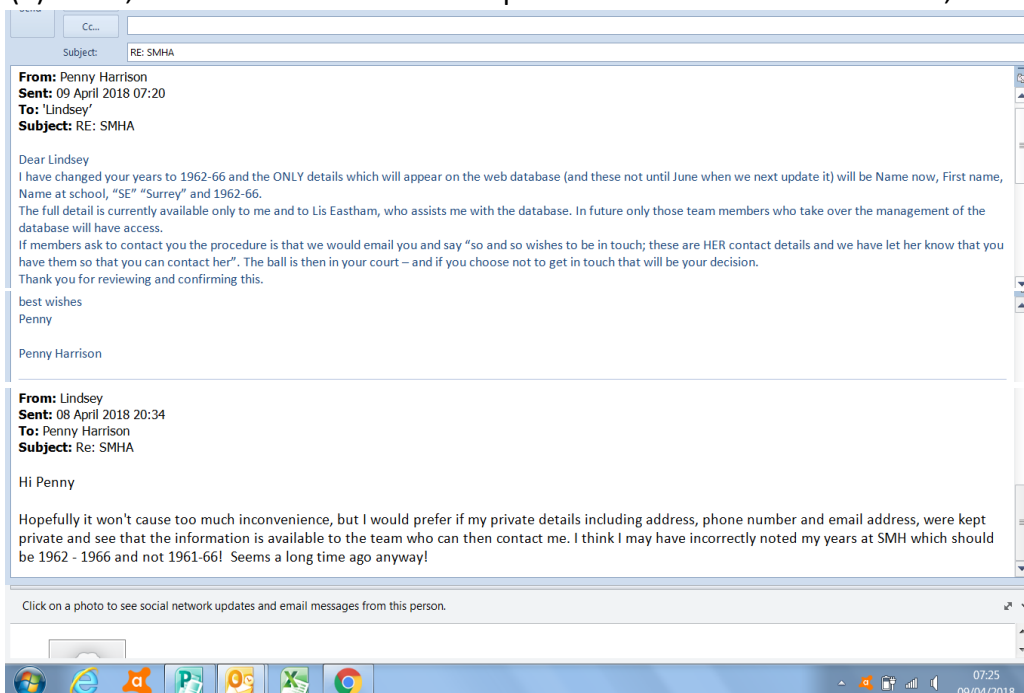 Cc...
Subject: RE: SMHA
From: Penny Harrison
Sent: 09 April 2018 07:20
To: 'Lindsey’
Subject: RE: SMHA
Dear Lindsey
I have changed your years to 1962-66 and the ONLY details which will appear on the web database (and these not until June when we next update it) will be Name now, First name,
Name at school, “SE” “Surrey” and 1962-66.
The full detail is currently available only to me and to Lis Eastham, who assists me with the database. In future only those team members who take over the management of the
database will have access.
If members ask to contact you the procedure is that we would email you and say “so and so wishes to be in touch; these are HER contact details and we have let her know that you
have them so that you can contact her”. The ball is then in your court – and if you choose not to get in touch that will be your decision.
Thank you for reviewing and confirming this.
best wishes
Penny
Penny Harrison
From: Lindsey
Sent: 08 April 2018 20:34
To: Penny Harrison
Subject: Re: SMHA
Hi Penny
Hopefully it won't cause too much inconvenience, but I would prefer if my private details including address, phone number and email address, were kept
private and see that the information is available to the team who can then contact me. I think I may have incorrectly noted my years at SMH which should
be 1962 - 1966 and not 1961-66! Seems a long time ago anyway!
Click on a photo to see social network updates and email messages from this person.
07:25
09/04/2018